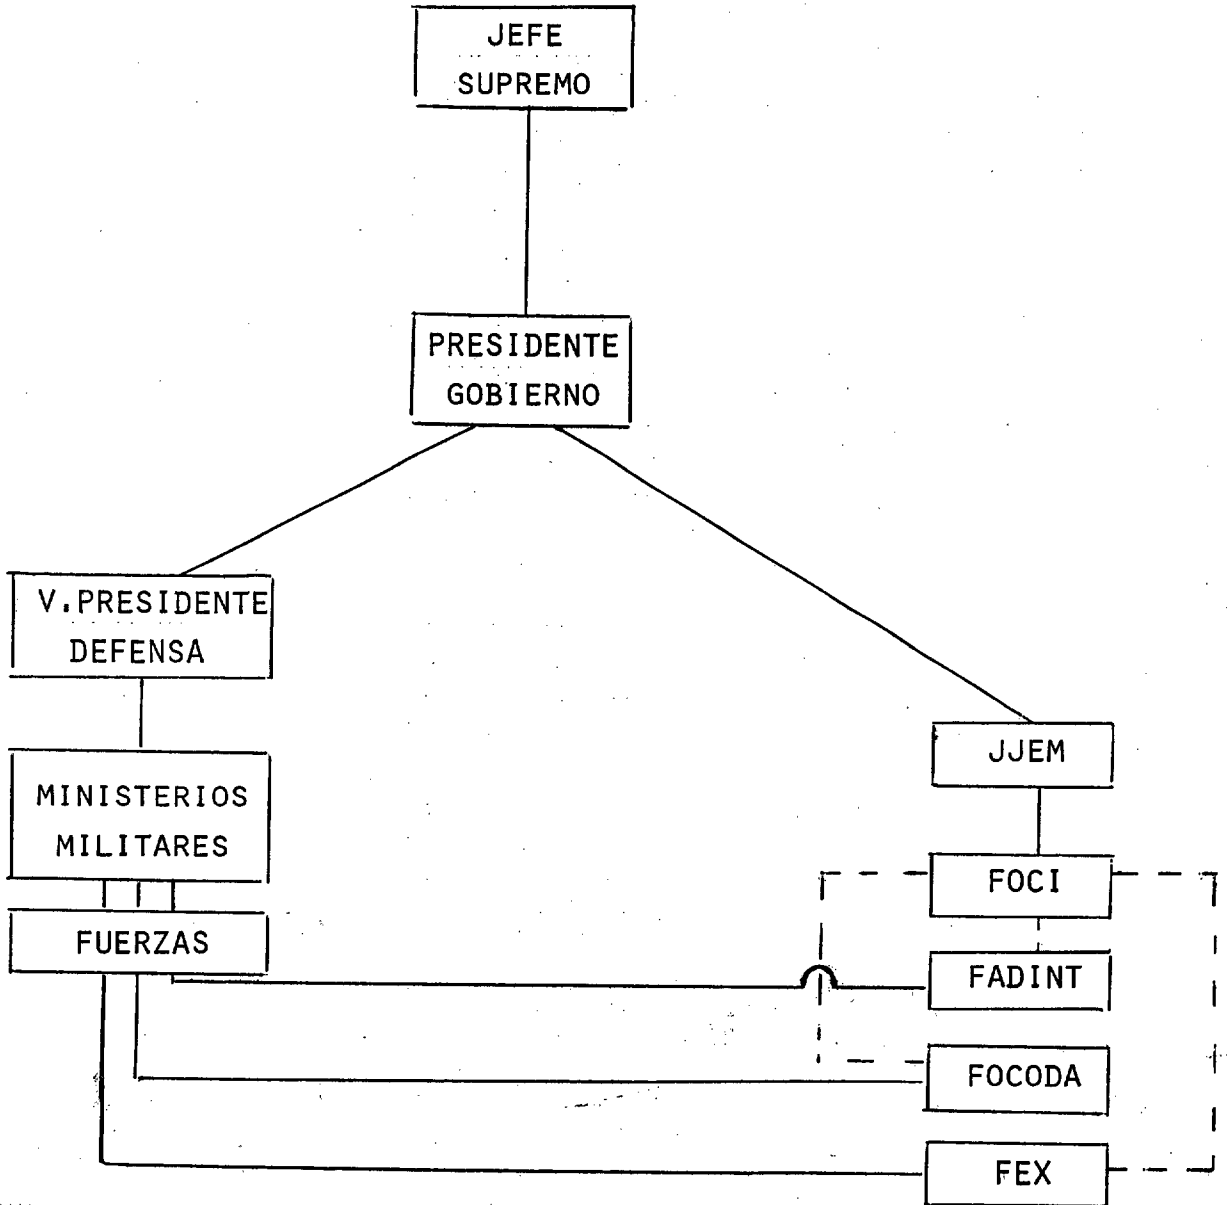 JEFE
SUPREMO
PRESIDENTE
GOBIERNO
V.PRESIDENTE
DEFENSA
MINISTERIOS
MILITARES
FUERZAS
JJEM
FOCI
FADINT
FOCODA
FEX